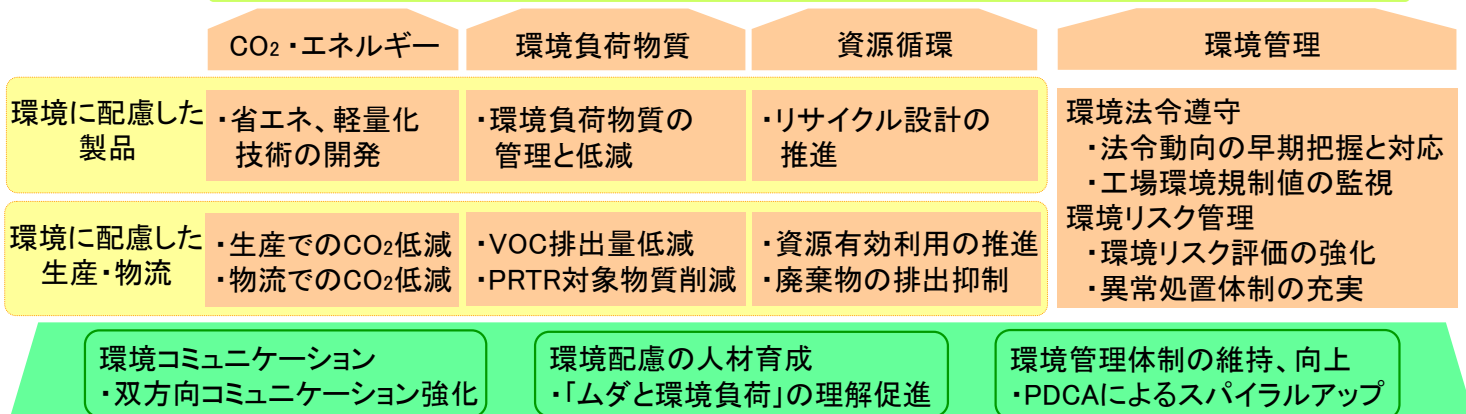 CO₂・エネルギー
環境負荷物質
資源循環
環境管理
環境に配慮した
製品
・省エネ、軽量化
技術の開発
・環境負荷物質の
管理と低減
・リサイクル設計の
推進
環境法令遵守
・法令動向の早期把握と対応
・工場環境規制値の監視
環境リスク管理
・環境リスク評価の強化
・異常処置体制の充実
環境に配慮した
生産・物流
・生産でのCO₂低減
・物流でのCO₂低減
・VOC排出量低減
・PRTR対象物質削減
・資源有効利用の推進
・廃棄物の排出抑制
環境コミュニケーション
・双方向コミュニケーション強化
環境配慮の人材育成
・「ムダと環境負荷」の理解促進
環境管理体制の維持、向上
・PDCAによるスパイラルアップ